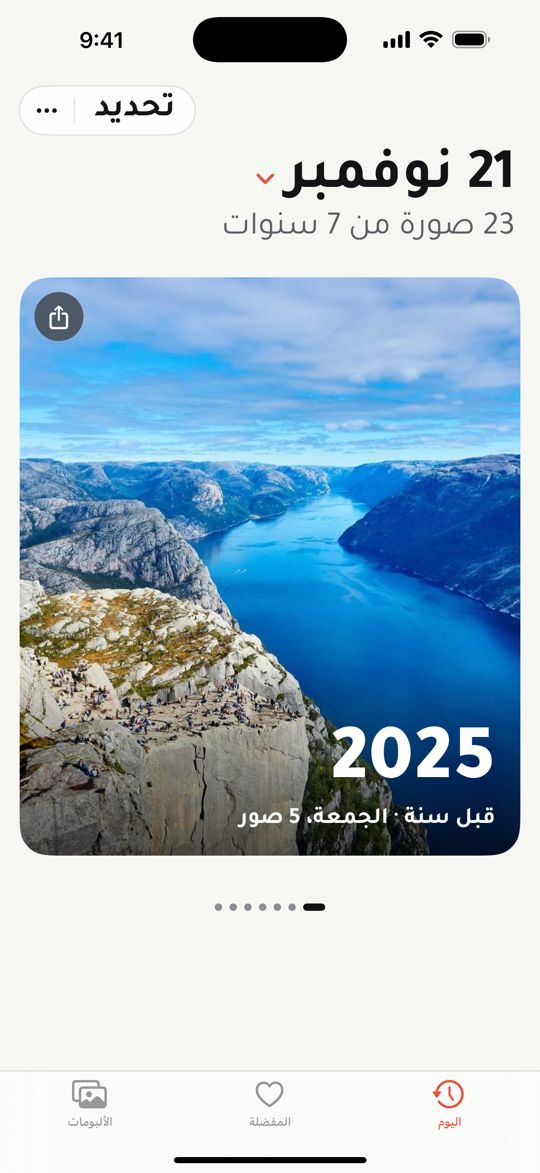 9:41
تحديد
21 نوفمبر
23 صورة من 7 سنوات
2025
قبل سنة · الجمعة، 5 صور
اليوم
المفضلة
الألبومات